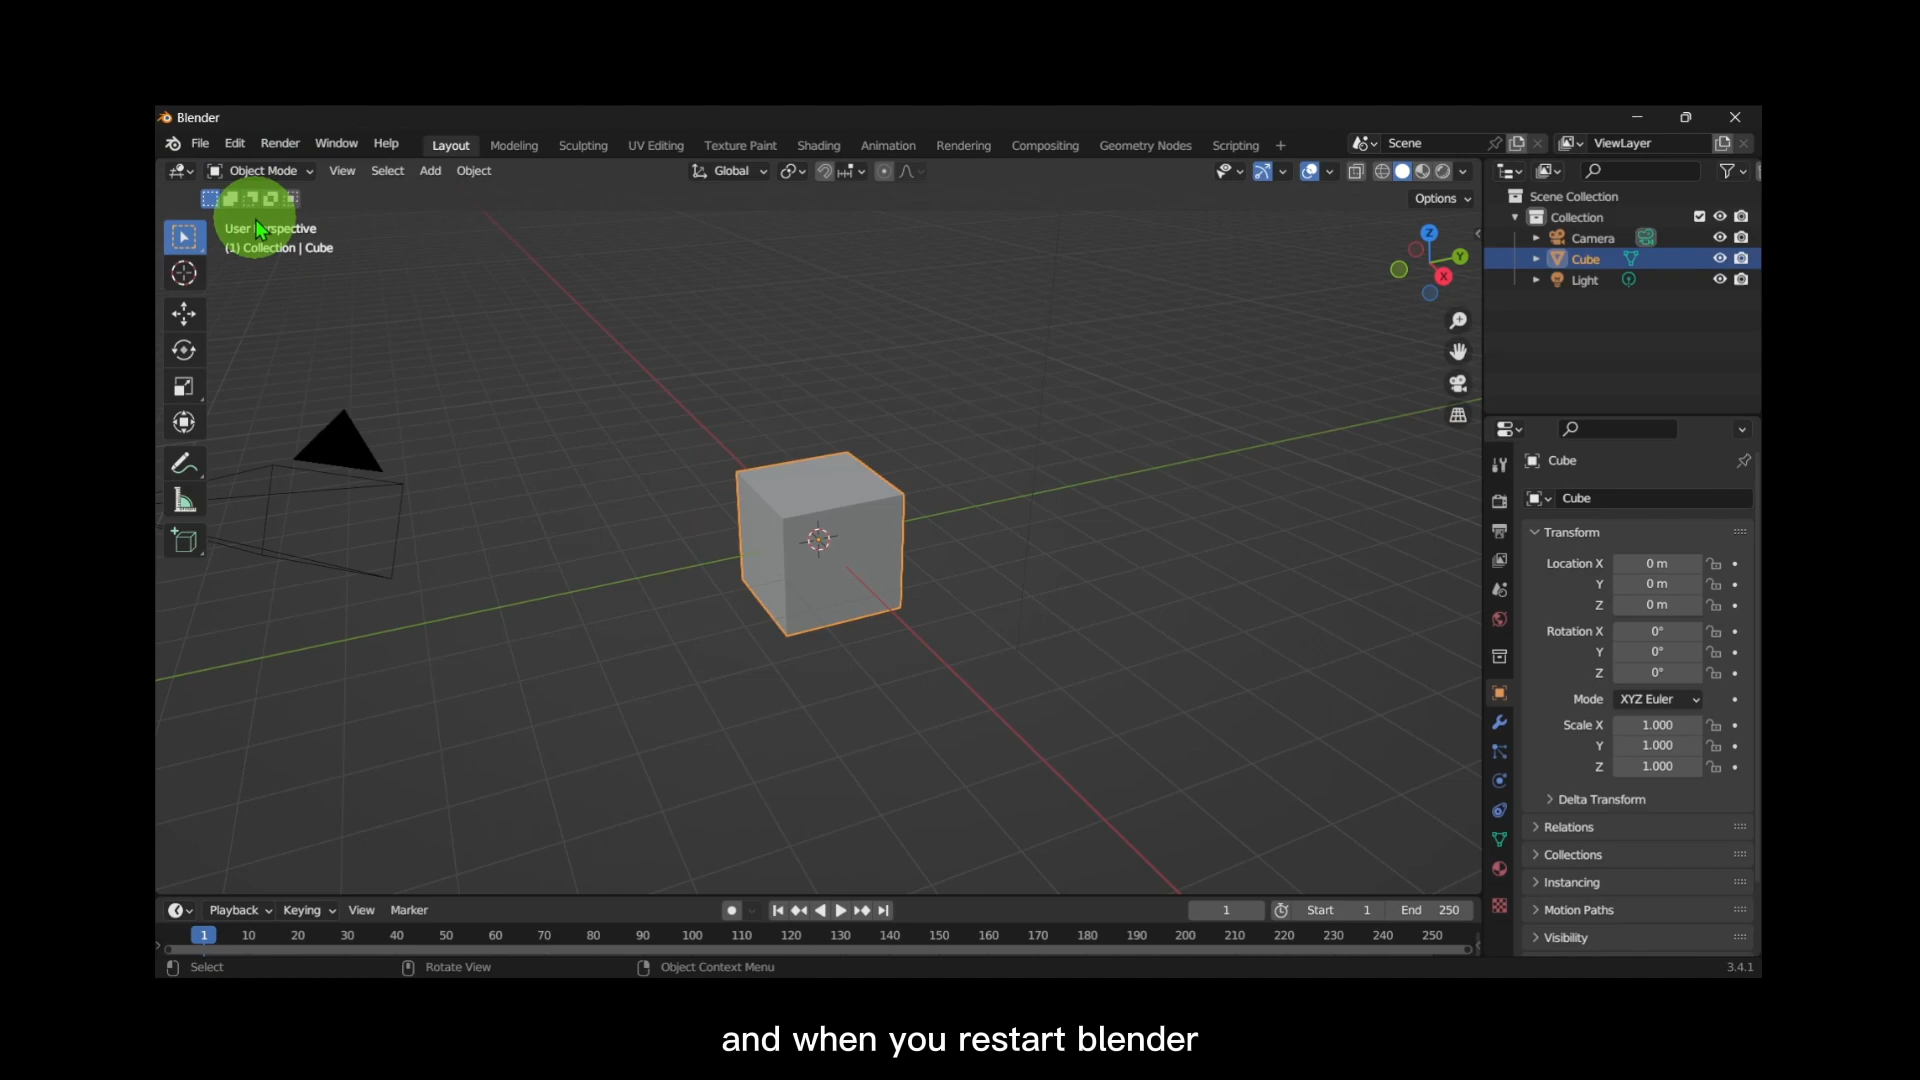 Blender
File Edit Render Window Help Layout Modeling Sculpting UV Editing Texture Paint Shading Animation Rendering Compositing Geometry Nodes Scripting + Scene ViewLayer
Object Mode View Select Add Object Global
Options
User Perspective
(1) Collection | Cube
Z
Y
X
Scene Collection
Collection
Camera
Cube
Light
Cube
Cube
Transform
Location X 0 m
Y 0 m
Z 0 m
Rotation X 0°
Y 0°
Z 0°
Mode XYZ Euler
Scale X 1.000
Y 1.000
Z 1.000
Delta Transform
Relations
Collections
Instancing
Motion Paths
Visibility
Playback Keying View Marker 1 Start 1 End 250
1 10 20 30 40 50 60 70 80 90 100 110 120 130 140 150 160 170 180 190 200 210 220 230 240 250
Select Rotate View Object Context Menu 3.4.1
and when you restart blender